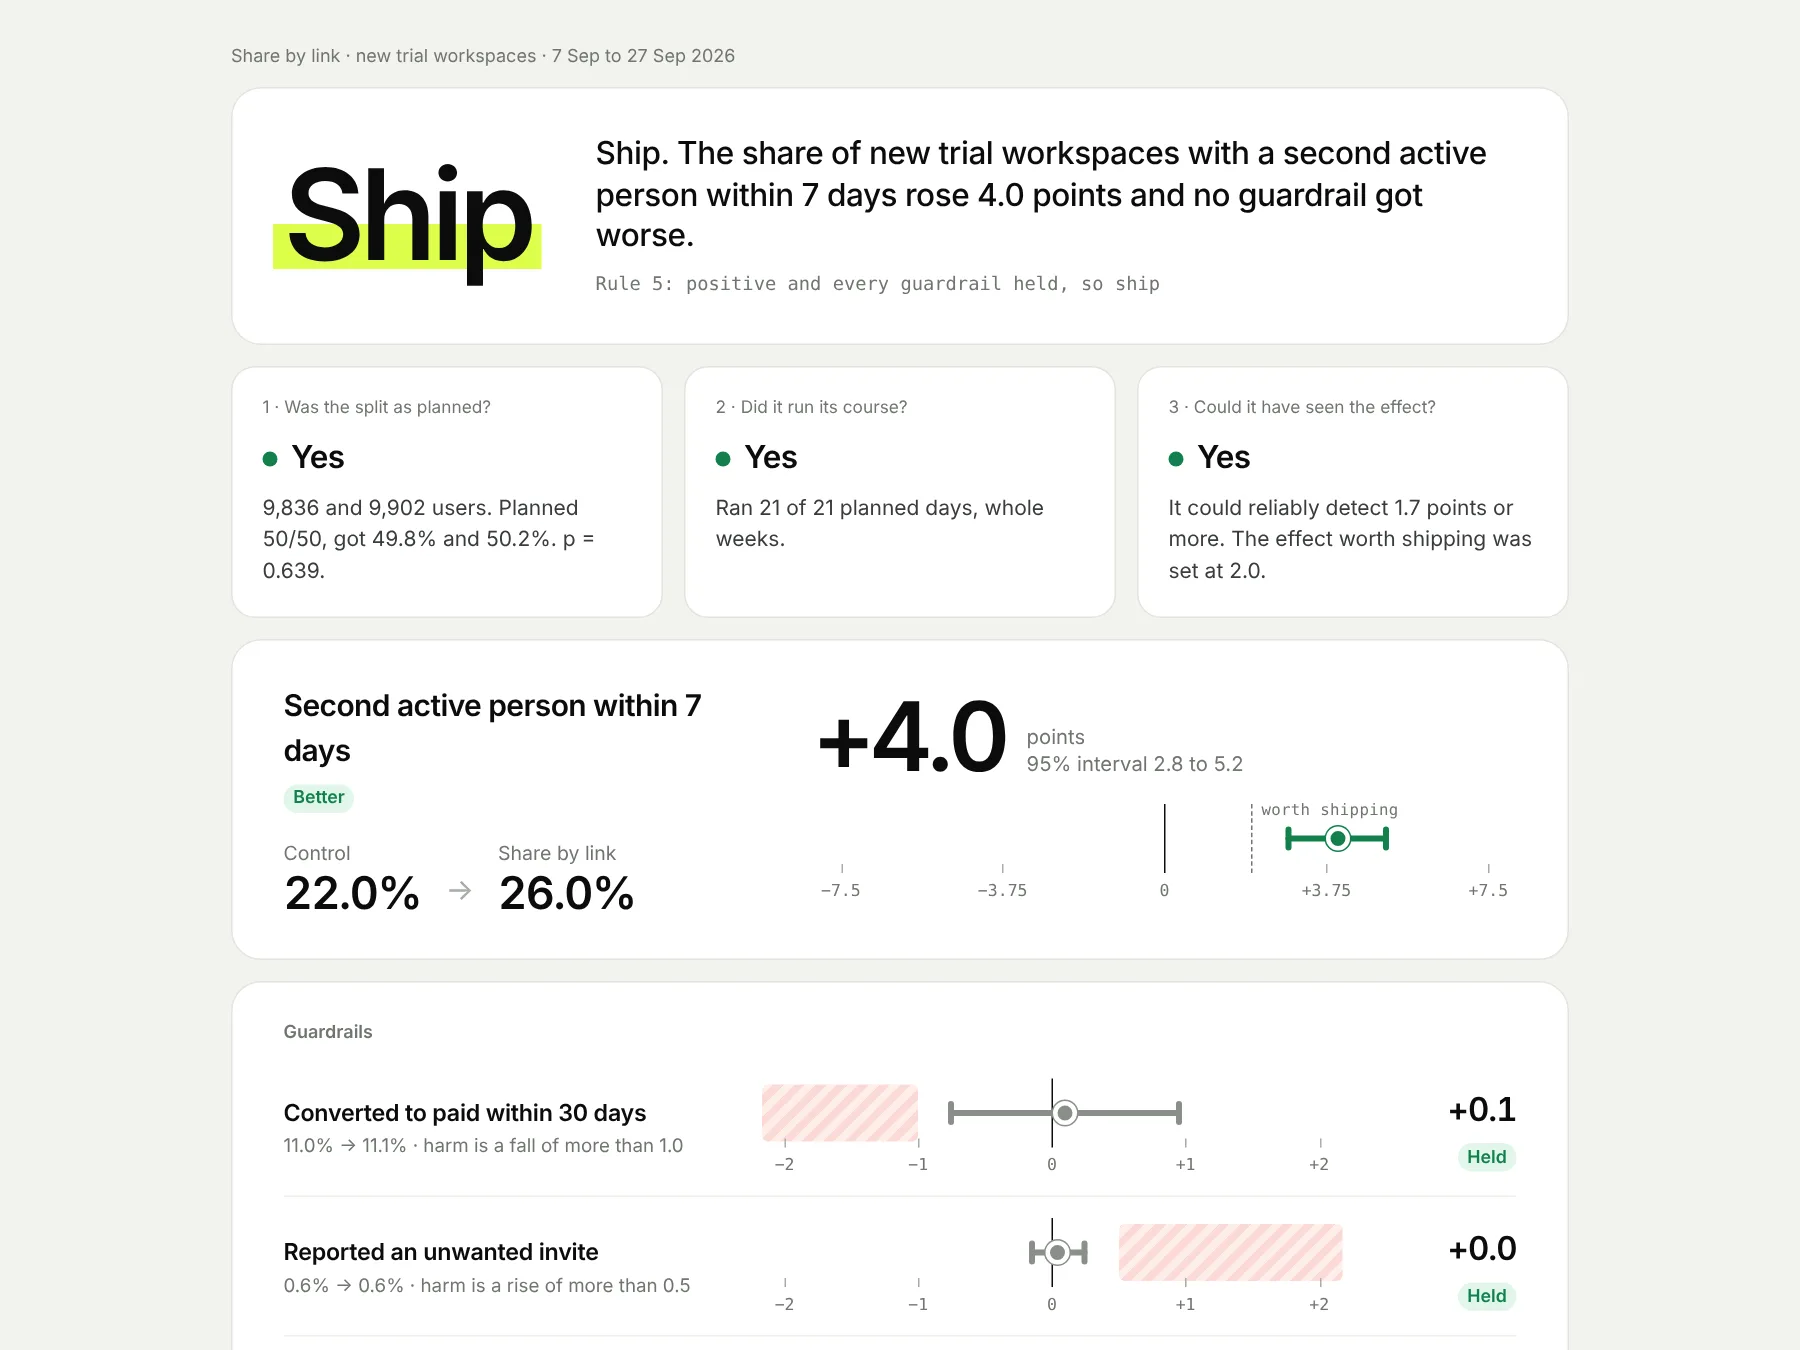 Share by link · new trial workspaces · 7 Sep to 27 Sep 2026
Ship
Ship. The share of new trial workspaces with a second active
person within 7 days rose 4.0 points and no guardrail got
worse.
Rule 5: positive and every guardrail held, so ship
1 · Was the split as planned?
Yes
9,836 and 9,902 users. Planned
50/50, got 49.8% and 50.2%. p =
0.639.
2 · Did it run its course?
Yes
Ran 21 of 21 planned days, whole
weeks.
3 · Could it have seen the effect?
Yes
It could reliably detect 1.7 points or
more. The effect worth shipping was
set at 2.0.
Second active person within 7
days
Better
Control
22.0%
→
Share by link
26.0%
+4.0
points
95% interval 2.8 to 5.2
worth shipping
−7.5 −3.75 0 +3.75 +7.5
Guardrails
Converted to paid within 30 days
11.0% → 11.1% · harm is a fall of more than 1.0
−2 −1 0 +1 +2
+0.1
Held
Reported an unwanted invite
0.6% → 0.6% · harm is a rise of more than 0.5
−2 −1 0 +1 +2
+0.0
Held